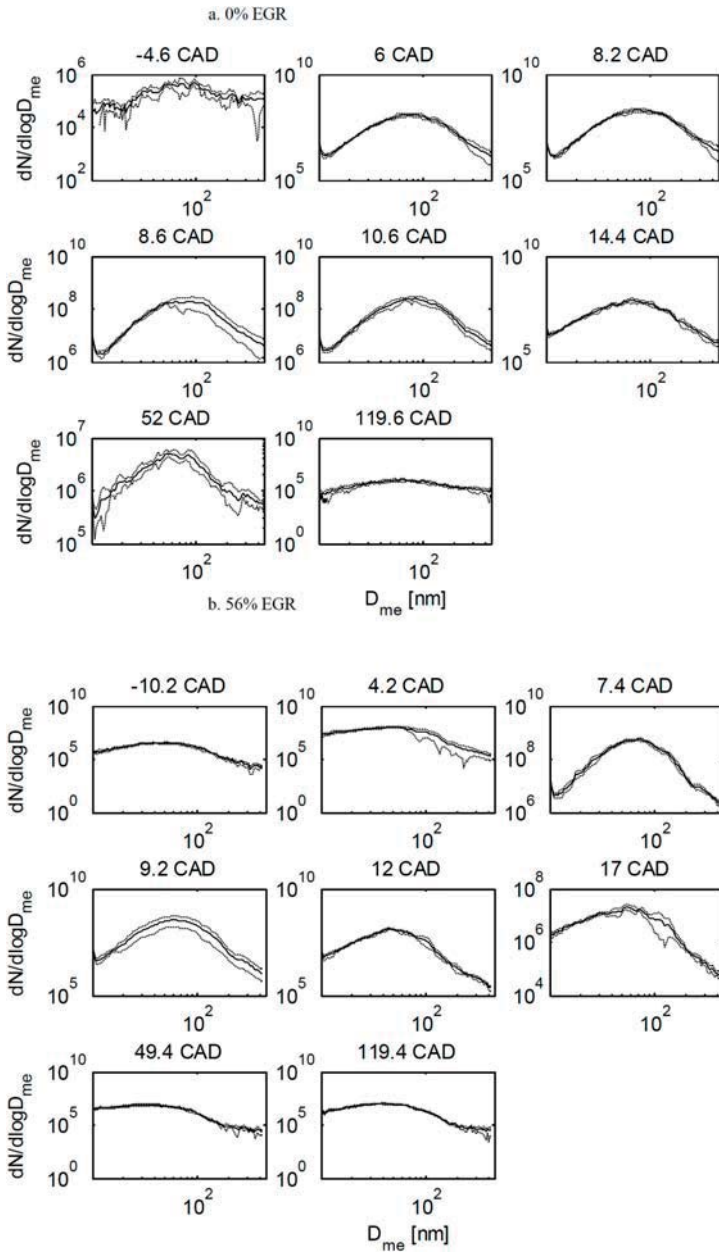 a. 0% EGR
-4.6 CAD 6 CAD 8.2 CAD
dN/dlogD_me
10^6 10^4 10^2
10^10 10^5
10^10 10^5
10^2 10^2 10^2
8.6 CAD 10.6 CAD 14.4 CAD
dN/dlogD_me
10^10 10^8 10^6
10^10 10^8 10^6
10^10 10^5
10^2 10^2 10^2
52 CAD 119.6 CAD
dN/dlogD_me
10^7 10^6 10^5
10^10 10^5 10^0
10^2 10^2
b. 56% EGR D_me [nm]
-10.2 CAD 4.2 CAD 7.4 CAD
dN/dlogD_me
10^10 10^5 10^0
10^10 10^5 10^0
10^10 10^8 10^6
10^2 10^2 10^2
9.2 CAD 12 CAD 17 CAD
dN/dlogD_me
10^10 10^5
10^10 10^5
10^8 10^6 10^4
10^2 10^2 10^2
49.4 CAD 119.4 CAD
dN/dlogD_me
10^10 10^5 10^0
10^10 10^5 10^0
10^2 10^2
D_me [nm]